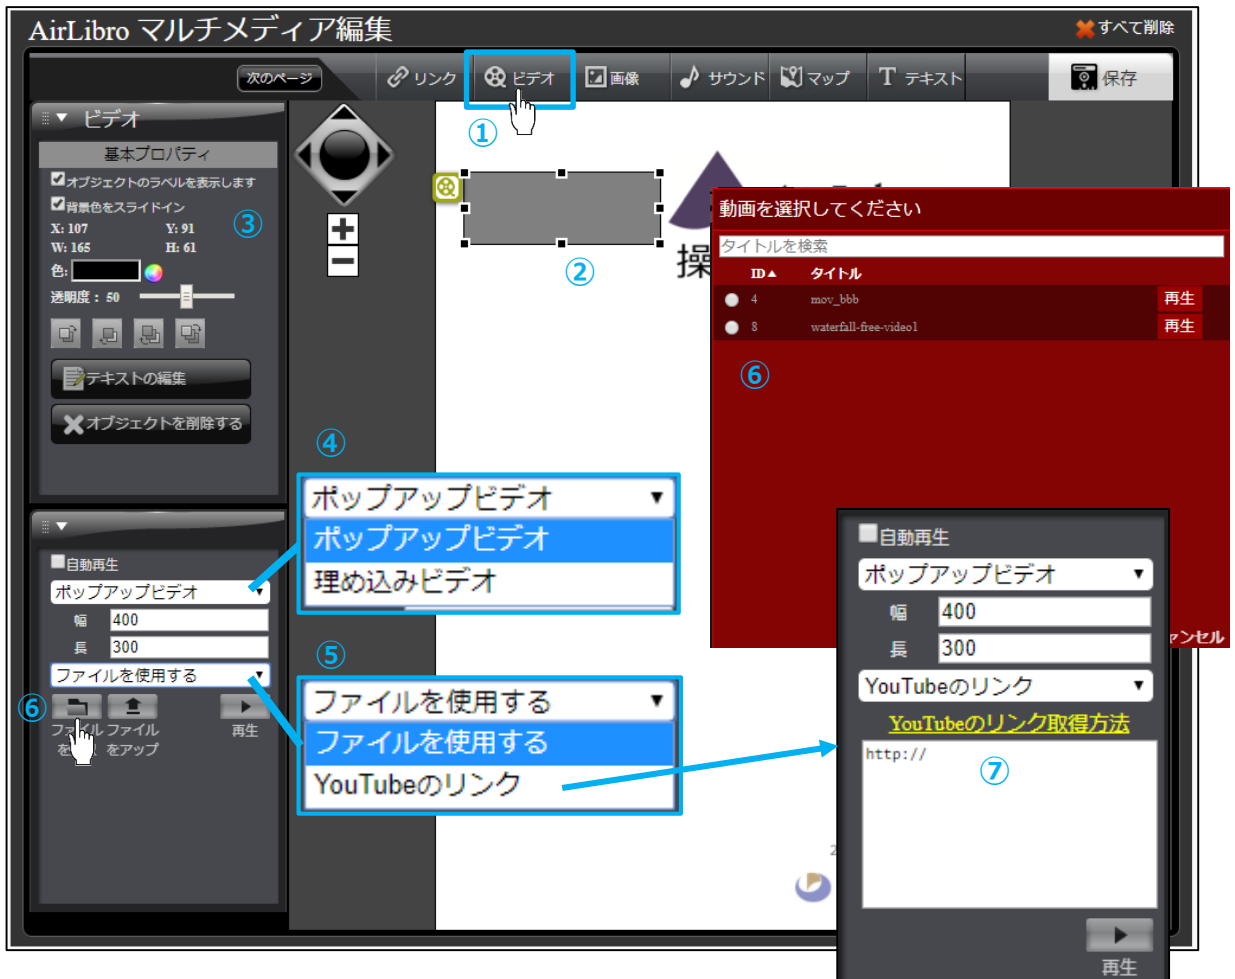 AirLibro マルチメディア編集
すべて削除
次のページ
リンク
ビデオ
画像
サウンド
マップ
T テキスト
保存
①
ビデオ
基本プロパティ
オブジェクトのラベルを表示します
背景色をスライドイン
③
X: 107 Y: 91
W: 165 H: 61
色:
透明度： 50
テキストの編集
オブジェクトを削除する
②
操
動画を選択してください
タイトルを検索
ID▲ タイトル
4 mov_bbb 再生
8 waterfall-free-video1 再生
⑥
ャンセル
④
ポップアップビデオ
ポップアップビデオ
埋め込みビデオ
自動再生
ポップアップビデオ
幅 400
長 300
ファイルを使用する
⑥
ファイル ファイル 再生
を をアップ
⑤
ファイルを使用する
ファイルを使用する
YouTubeのリンク
自動再生
ポップアップビデオ
幅 400
長 300
YouTubeのリンク
YouTubeのリンク取得方法
http://
⑦
再生
2